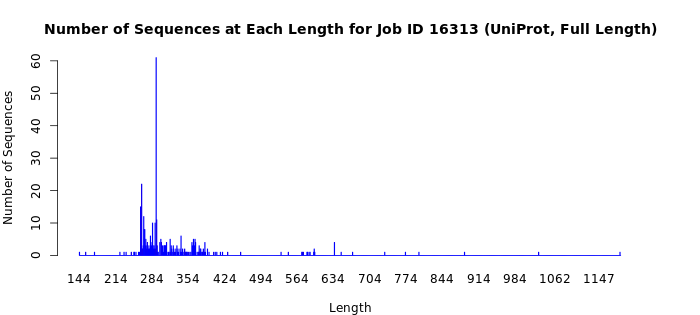 Number of Sequences at Each Length for Job ID 16313 (UniProt, Full Length)
Number of Sequences
60
50
40
30
20
10
0
144 214 284 354 424 494 564 634 704 774 844 914 984 1062 1147
Length